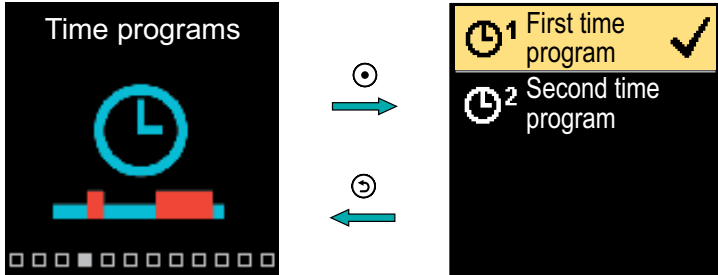 Time programs
1 First time
program
2 Second time
program